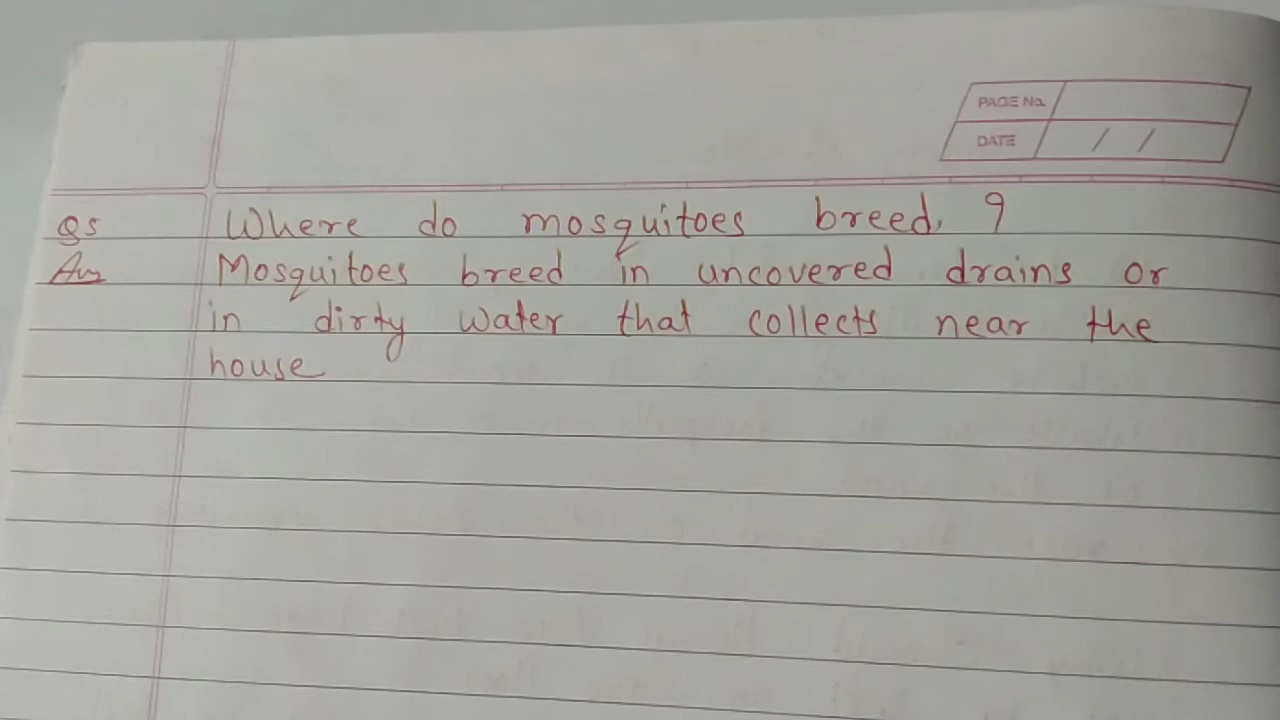 PAGE No.
DATE / /
Qs Where do mosquitoes breed, ?
Ans Mosquitoes breed in uncovered drains or
in dirty water that collects near the
house